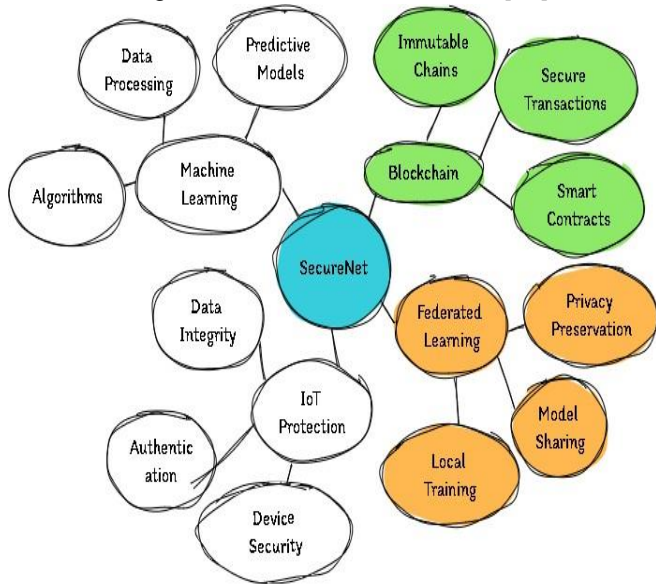 Data
Processing
Predictive
Models
Algorithms
Machine
Learning
Immutable
Chains
Secure
Transactions
Blockchain
Smart
Contracts
SecureNet
Data
Integrity
IoT
Protection
Authentic
ation
Device
Security
Federated
Learning
Privacy
Preservation
Model
Sharing
Local
Training